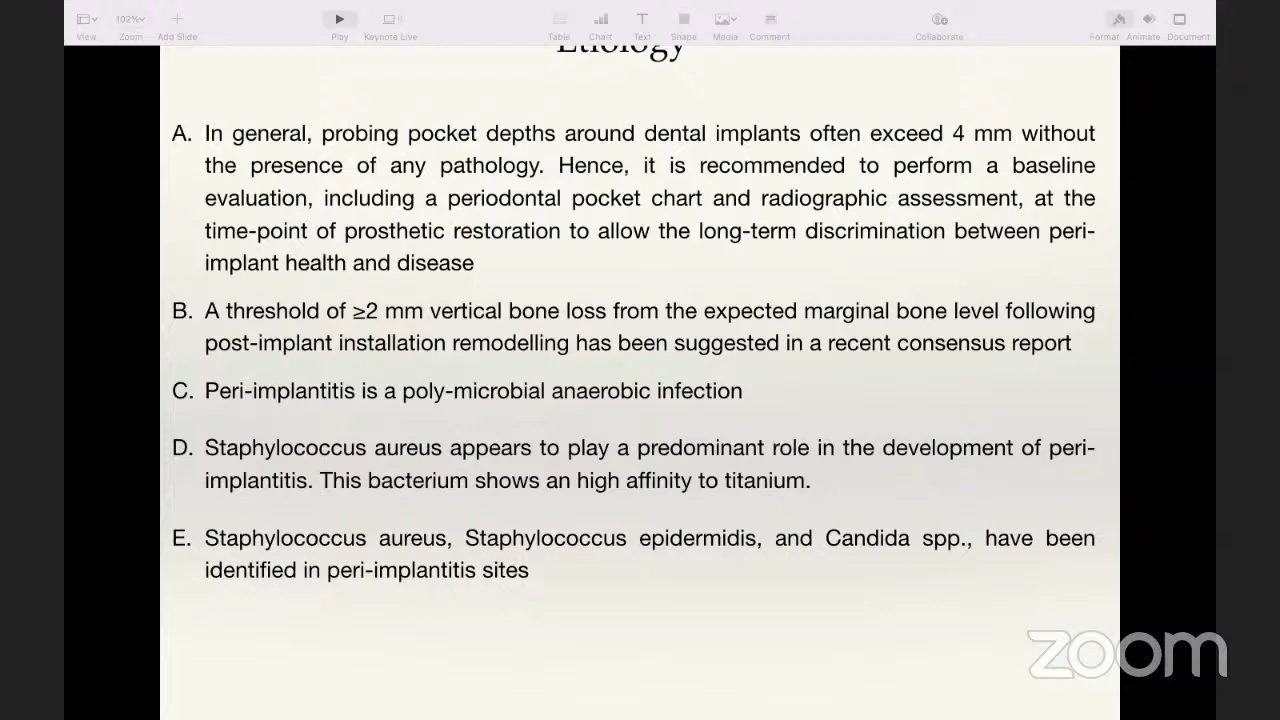 View
102%
Zoom
Add Slide
Play
Keynote Live
Table
Chart
Text
Shape
Media
Comment
Collaborate
Format
Animate
Document
Etiology
A. In general, probing pocket depths around dental implants often exceed 4 mm without
the presence of any pathology. Hence, it is recommended to perform a baseline
evaluation, including a periodontal pocket chart and radiographic assessment, at the
time-point of prosthetic restoration to allow the long-term discrimination between peri-
implant health and disease
B. A threshold of ≥2 mm vertical bone loss from the expected marginal bone level following
post-implant installation remodelling has been suggested in a recent consensus report
C. Peri-implantitis is a poly-microbial anaerobic infection
D. Staphylococcus aureus appears to play a predominant role in the development of peri-
implantitis. This bacterium shows an high affinity to titanium.
E. Staphylococcus aureus, Staphylococcus epidermidis, and Candida spp., have been
identified in peri-implantitis sites
zoom